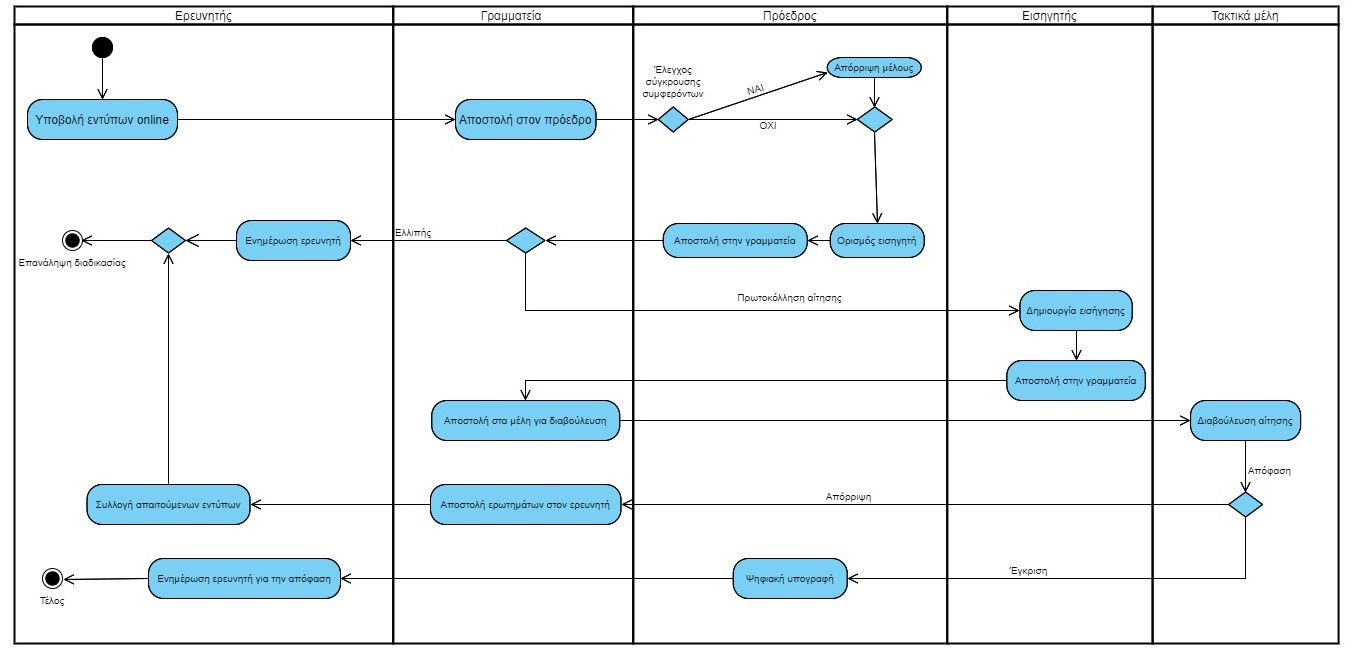 Ερευνητής
Γραμματεία
Πρόεδρος
Εισηγητής
Τακτικά μέλη
Υποβολή εντύπων online
Αποστολή στον πρόεδρο
Έλεγχος
σύγκρουσης
συμφερόντων
ΝΑΙ
Απόρριψη μέλους
ΟΧΙ
Επανάληψη διαδικασίας
Ενημέρωση ερευνητή
Ελλιπής
Αποστολή στην γραμματεία
Ορισμός εισηγητή
Πρωτοκόλληση αίτησης
Δημιουργία εισήγησης
Αποστολή στην γραμματεία
Αποστολή στα μέλη για διαβούλευση
Διαβούλευση αίτησης
Απόφαση
Συλλογή απαιτούμενων εντύπων
Αποστολή ερωτημάτων στον ερευνητή
Απόρριψη
Τέλος
Ενημέρωση ερευνητή για την απόφαση
Ψηφιακή υπογραφή
Έγκριση